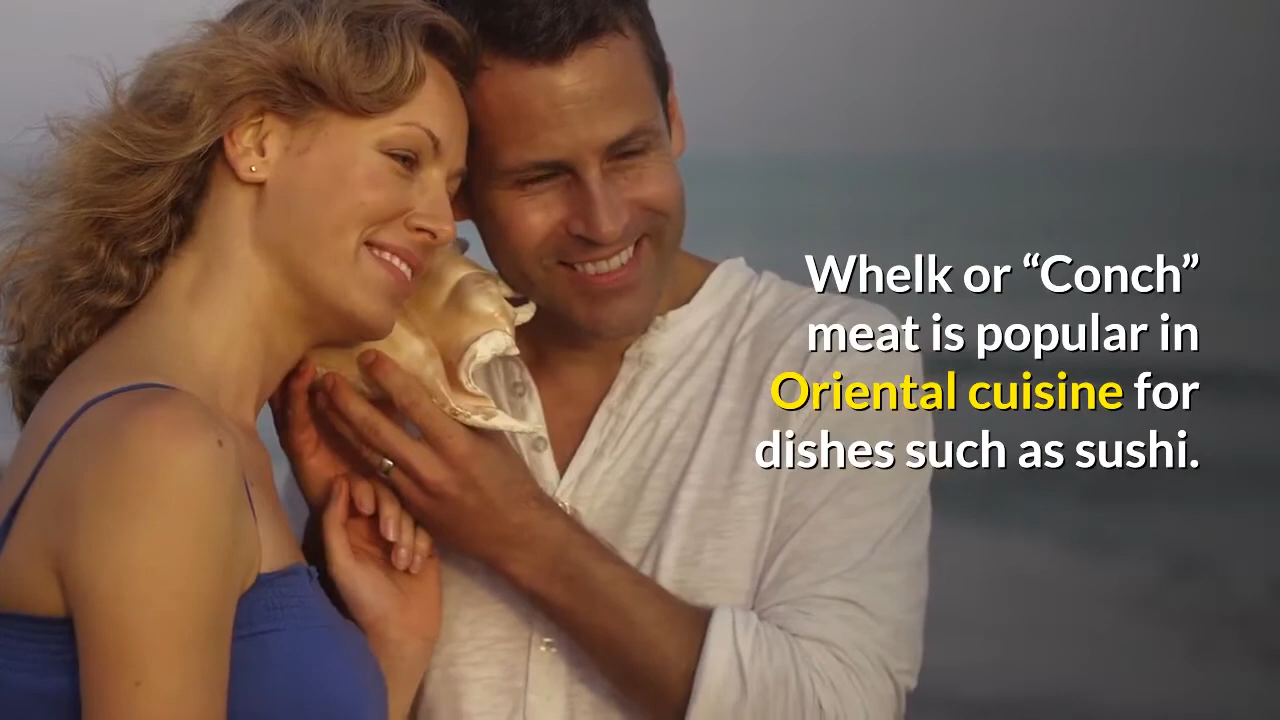 Whelk or “Conch”
meat is popular in
Oriental cuisine for
dishes such as sushi.